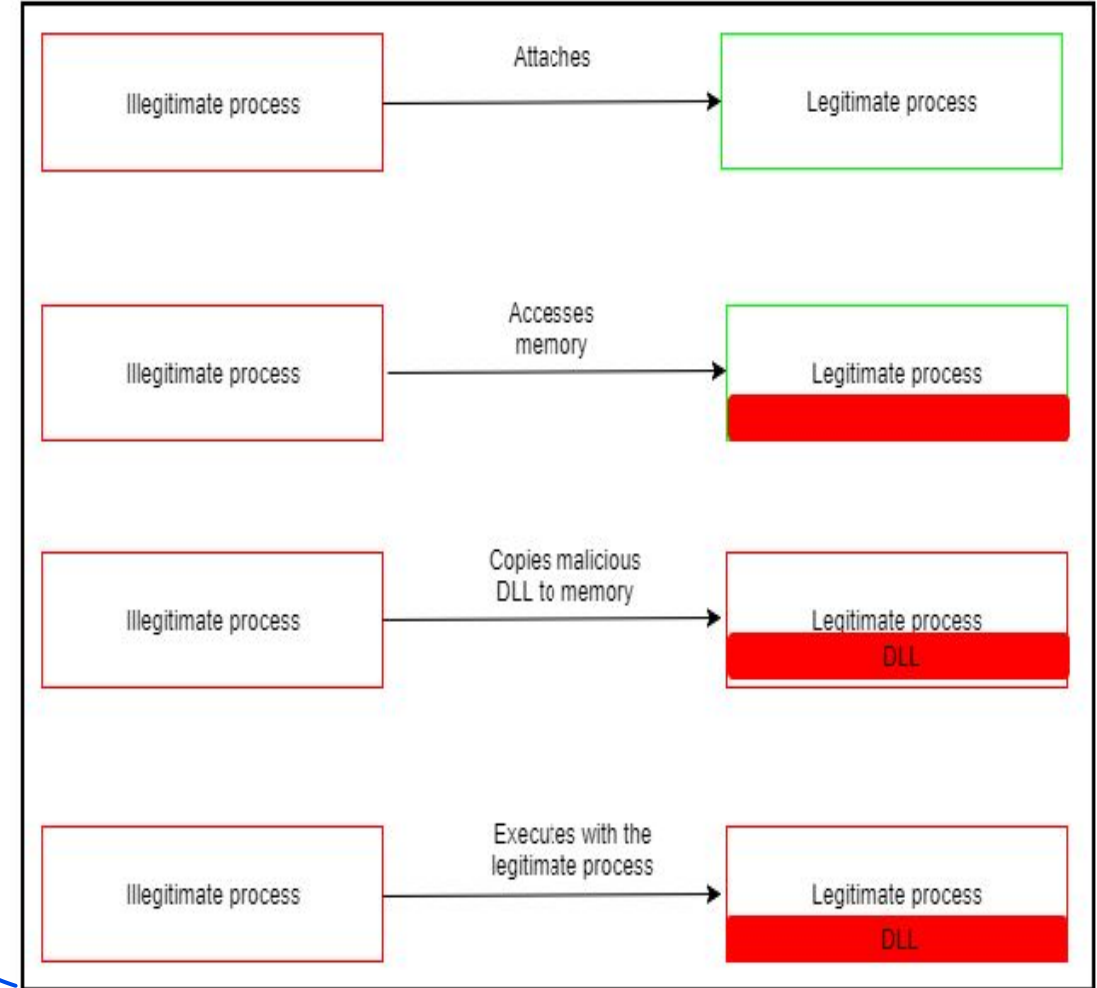 Attaches
Illegitimate process
Legitimate process
Accesses
memory
Illegitimate process
Legitimate process
Copies malicious
DLL to memory
Illegitimate process
Legitimate process
DLL
Executes with the
legitimate process
Illegitimate process
Legitimate process
DLL